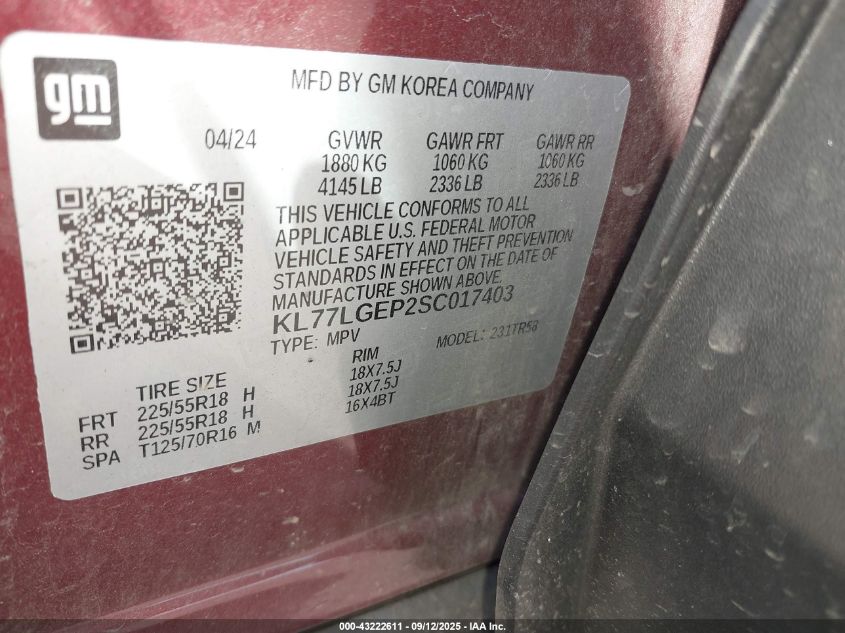 gm
MFD BY GM KOREA COMPANY
04/24 GVWR GAWR FRT GAWR RR
1880 KG 1060 KG 1060 KG
4145 LB 2336 LB 2336 LB
THIS VEHICLE CONFORMS TO ALL
APPLICABLE U.S. FEDERAL MOTOR
VEHICLE SAFETY AND THEFT PREVENTION
STANDARDS IN EFFECT ON THE DATE OF
MANUFACTURE SHOWN ABOVE.
KL77LGEP2SC017403
TYPE: MPV MODEL: 231TR58
TIRE SIZE RIM
FRT 225/55R18 H 18X7.5J
RR 225/55R18 H 18X7.5J
SPA T125/70R16 M 16X4BT
000-43222611 - 09/12/2025 - IAA Inc.